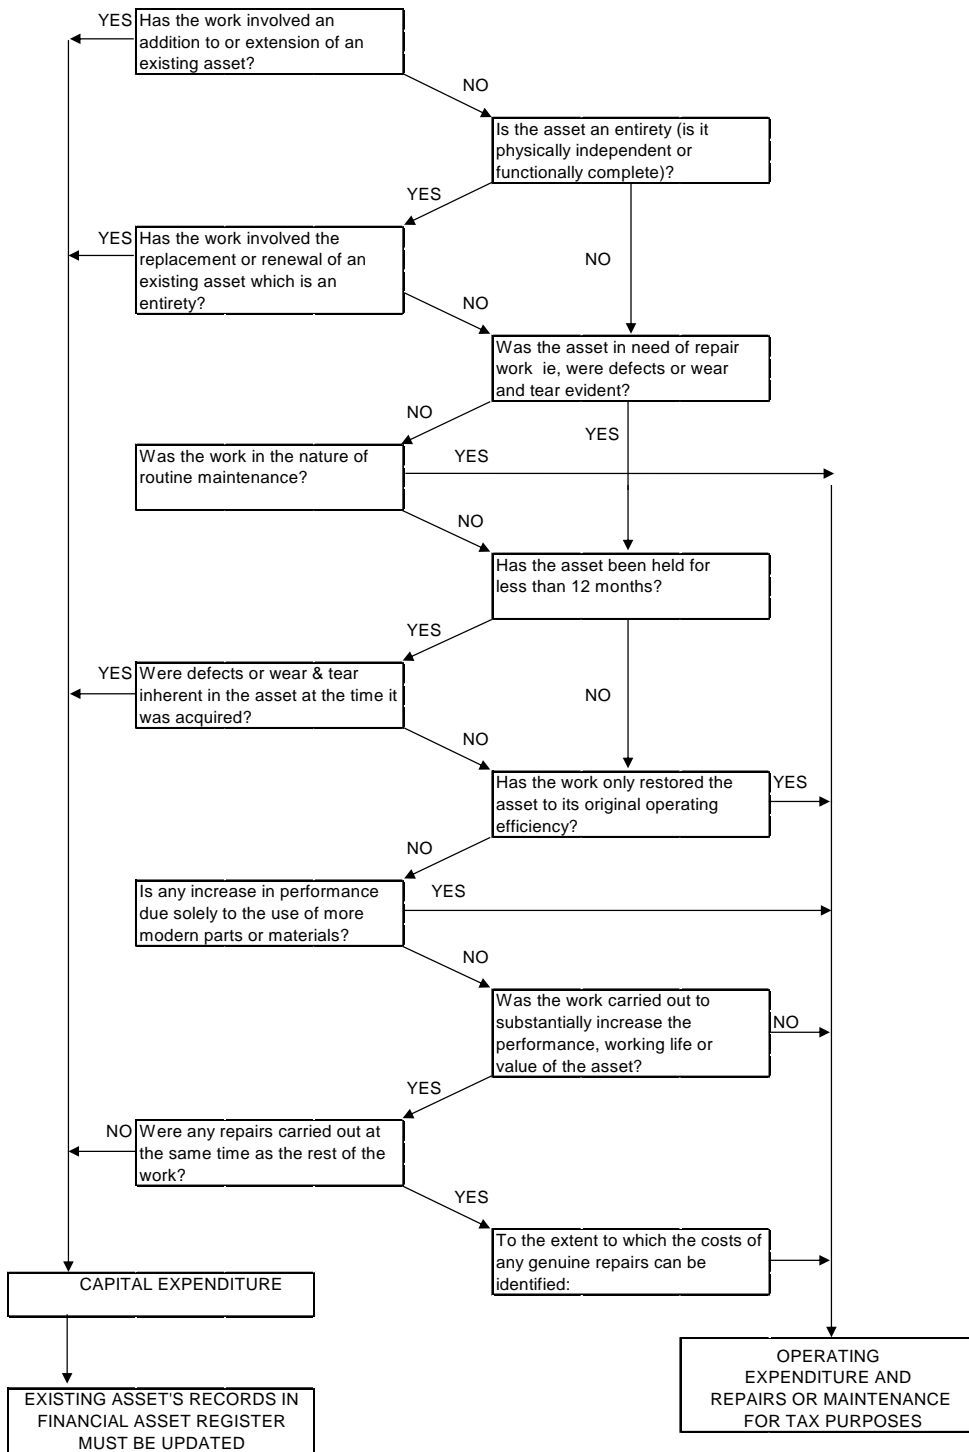 YES
Has the work involved an
addition to or extension of an
existing asset?
NO
Is the asset an entirety (is it
physically independent or
functionally complete)?
YES
YES
Has the work involved the
replacement or renewal of an
existing asset which is an
entirety?
NO
NO
Was the asset in need of repair
work ie, were defects or wear
and tear evident?
NO
YES
Was the work in the nature of
routine maintenance?
YES
NO
Has the asset been held for
less than 12 months?
YES
YES
Were defects or wear & tear
inherent in the asset at the time it
was acquired?
NO
NO
Has the work only restored the
asset to its original operating
efficiency?
YES
NO
Is any increase in performance
due solely to the use of more
modern parts or materials?
YES
NO
Was the work carried out to
substantially increase the
performance, working life or
value of the asset?
NO
YES
NO
Were any repairs carried out at
the same time as the rest of the
work?
YES
To the extent to which the costs of
any genuine repairs can be
identified:
CAPITAL EXPENDITURE
OPERATING
EXPENDITURE AND
REPAIRS OR MAINTENANCE
FOR TAX PURPOSES
EXISTING ASSET'S RECORDS IN
FINANCIAL ASSET REGISTER
MUST BE UPDATED